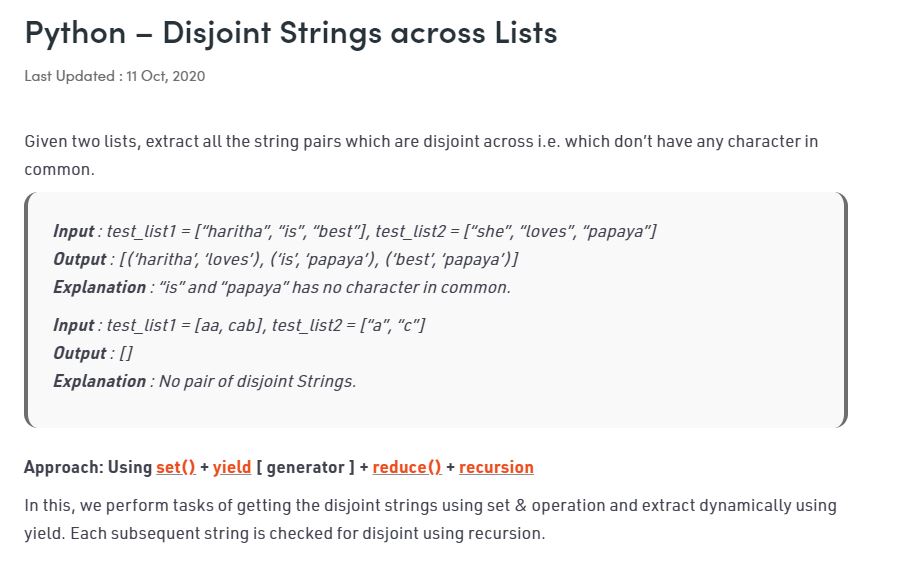 Python – Disjoint Strings across Lists
Last Updated : 11 Oct, 2020
Given two lists, extract all the string pairs which are disjoint across i.e. which don’t have any character in
common.
Input : test_list1 = [“haritha”, “is”, “best”], test_list2 = [“she”, “loves”, “papaya”]
Output : [(‘haritha’, ‘loves’), (‘is’, ‘papaya’), (‘best’, ‘papaya’)]
Explanation : “is” and “papaya” has no character in common.
Input : test_list1 = [aa, cab], test_list2 = [“a”, “c”]
Output : []
Explanation : No pair of disjoint Strings.
Approach: Using set() + yield [ generator ] + reduce() + recursion
In this, we perform tasks of getting the disjoint strings using set & operation and extract dynamically using
yield. Each subsequent string is checked for disjoint using recursion.